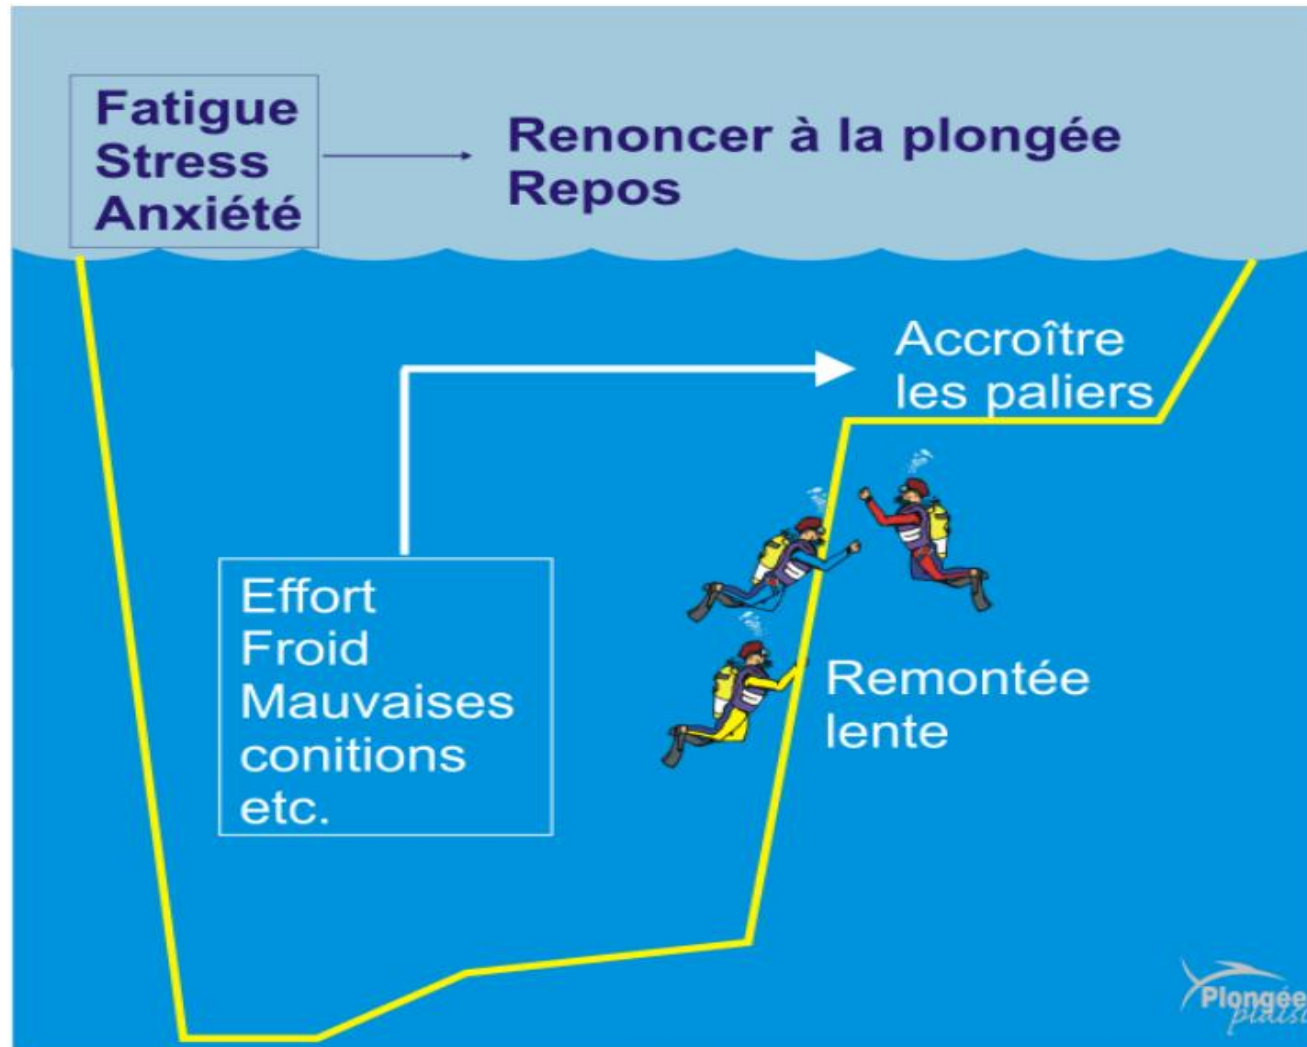 Fatigue
Stress
Anxiété
Renoncer à la plongée
Repos
Accroître
les paliers
Effort
Froid
Mauvaises
conitions
etc.
Remontée
lente
Plongée